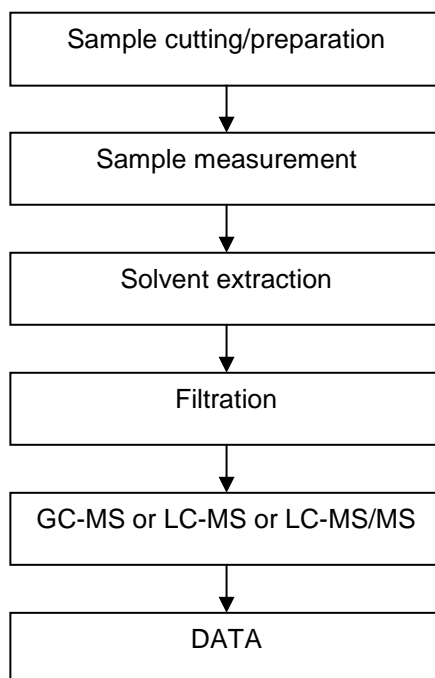 Sample cutting/preparation
Sample measurement
Solvent extraction
Filtration
GC-MS or LC-MS or LC-MS/MS
DATA